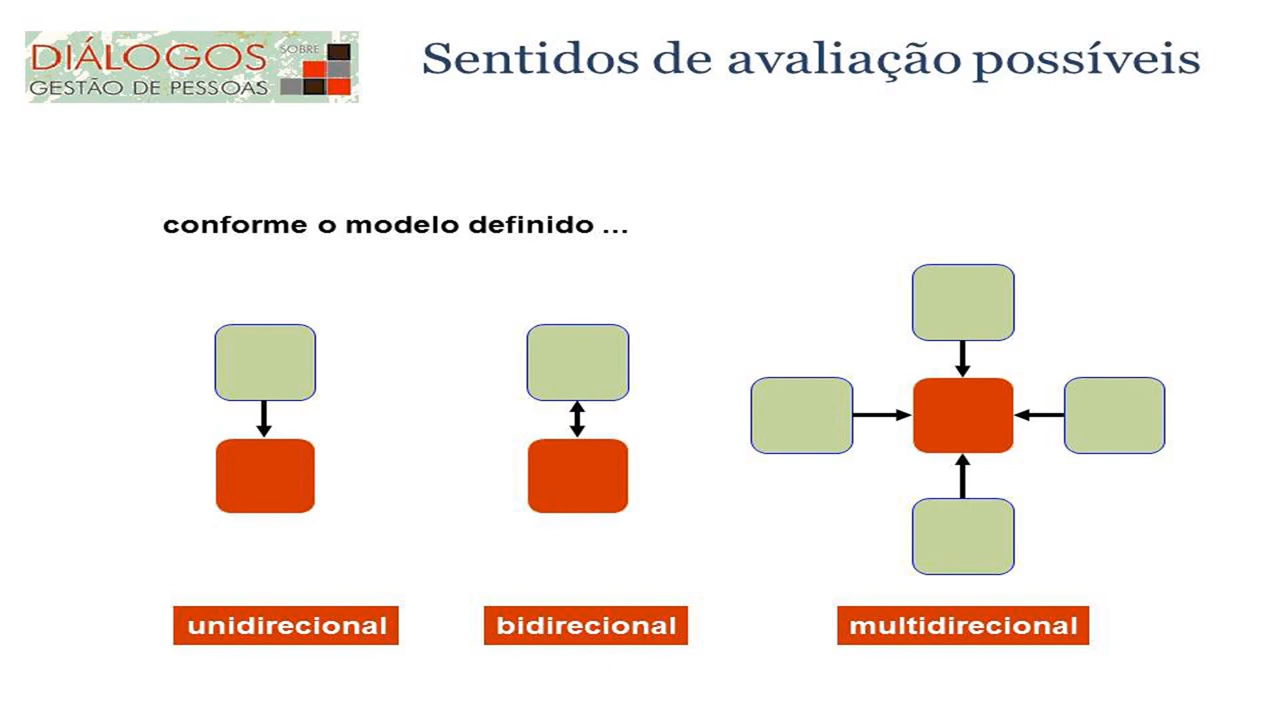 DIÁLOGOS SOBRE
GESTÃO DE PESSOAS
Sentidos de avaliação possíveis
conforme o modelo definido ...
unidirecional
bidirecional
multidirecional